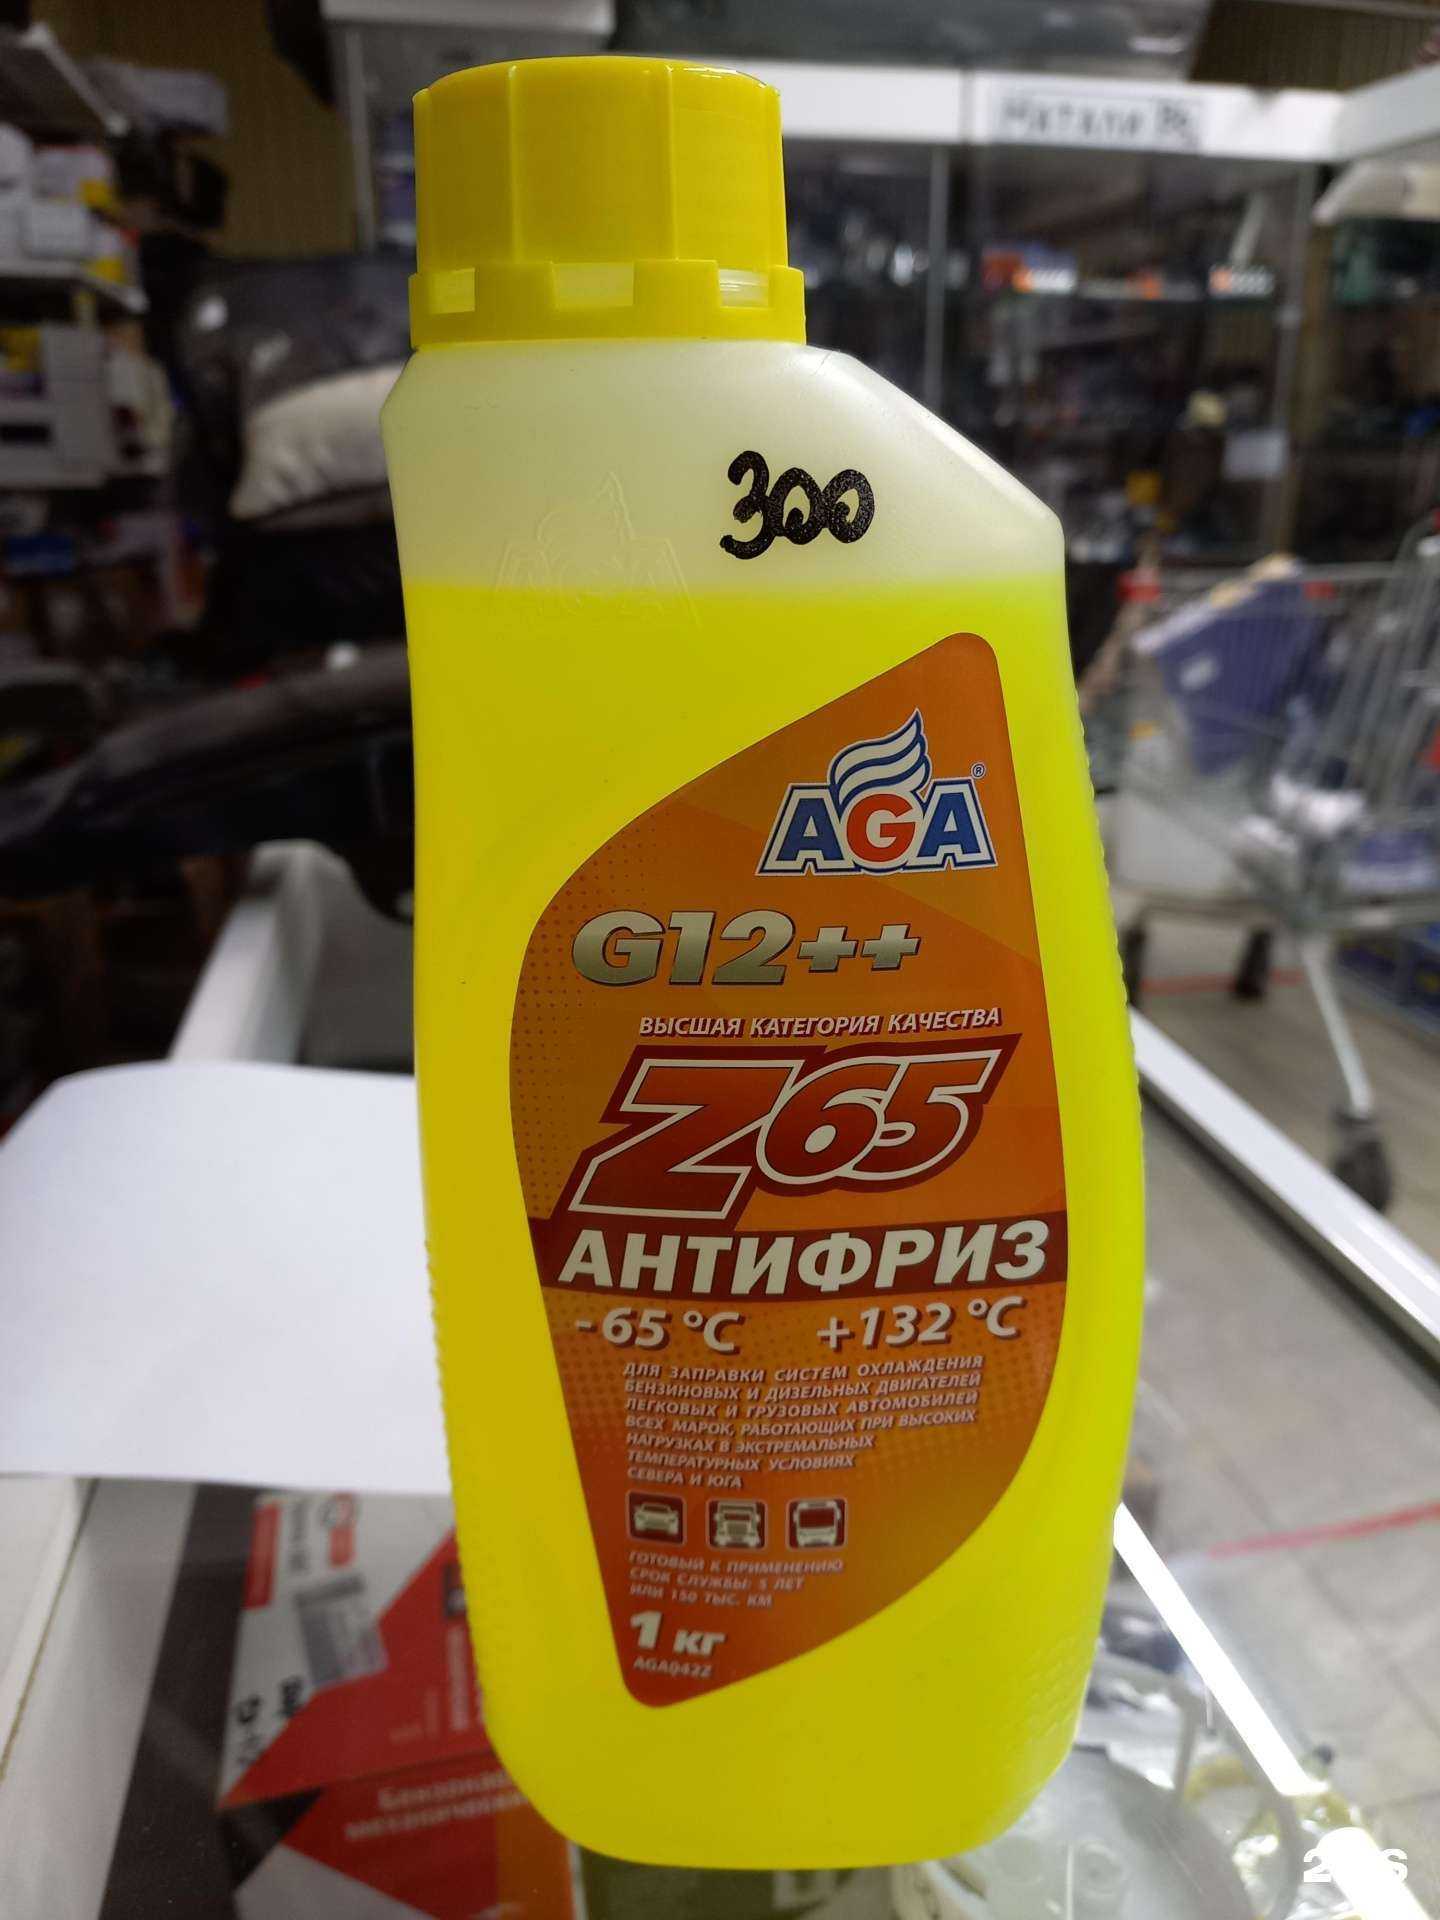 Натали
300
AGA®
G12++
ВЫСШАЯ КАТЕГОРИЯ КАЧЕСТВА
Z65
АНТИФРИЗ
-65 °C +132 °C
ДЛЯ ЗАПРАВКИ СИСТЕМ ОХЛАЖДЕНИЯ
БЕНЗИНОВЫХ И ДИЗЕЛЬНЫХ ДВИГАТЕЛЕЙ
ЛЕГКОВЫХ И ГРУЗОВЫХ АВТОМОБИЛЕЙ
ВСЕХ МАРОК, РАБОТАЮЩИХ ПРИ ВЫСОКИХ
НАГРУЗКАХ В ЭКСТРЕМАЛЬНЫХ
ТЕМПЕРАТУРНЫХ УСЛОВИЯХ
СЕВЕРА И ЮГА
ГОТОВЫЙ К ПРИМЕНЕНИЮ
СРОК СЛУЖБЫ: 5 ЛЕТ
ИЛИ 150 ТЫС. КМ
1 кг
AGA042Z
2GIS